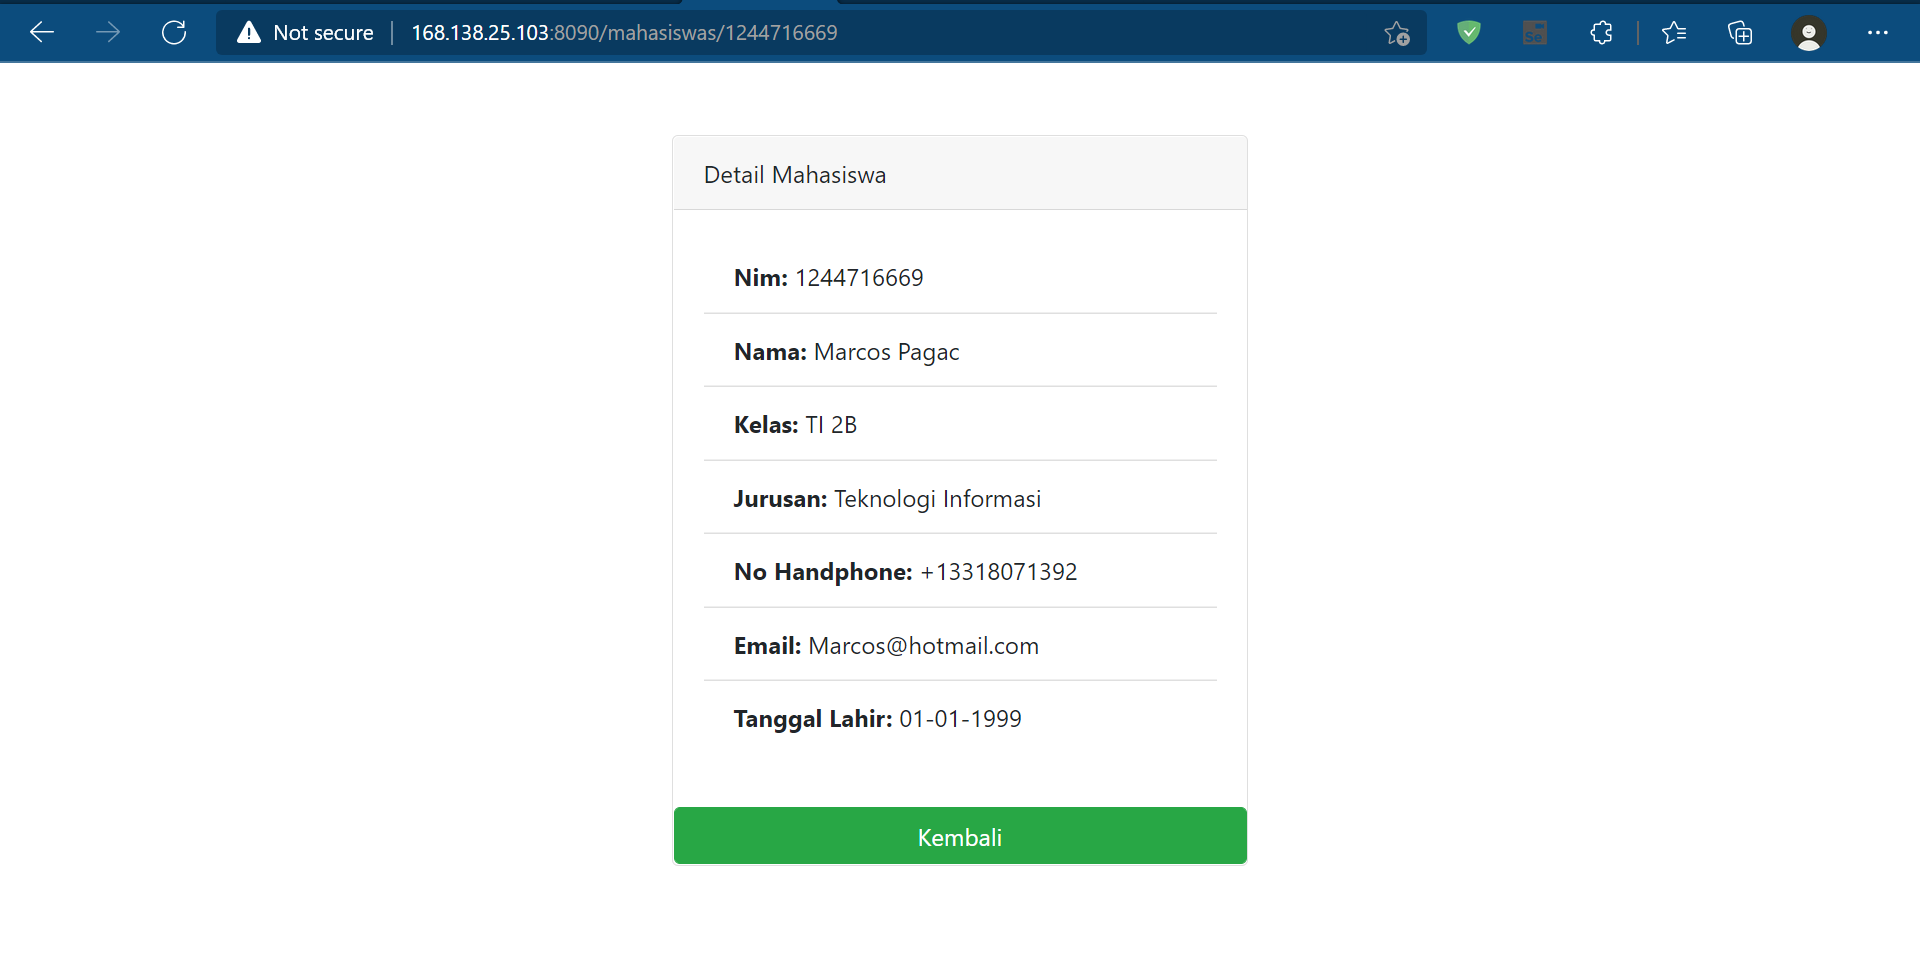 Not secure | 168.138.25.103:8090/mahasiswas/1244716669
Se
Detail Mahasiswa
Nim: 1244716669
Nama: Marcos Pagac
Kelas: TI 2B
Jurusan: Teknologi Informasi
No Handphone: +13318071392
Email: Marcos@hotmail.com
Tanggal Lahir: 01-01-1999
Kembali